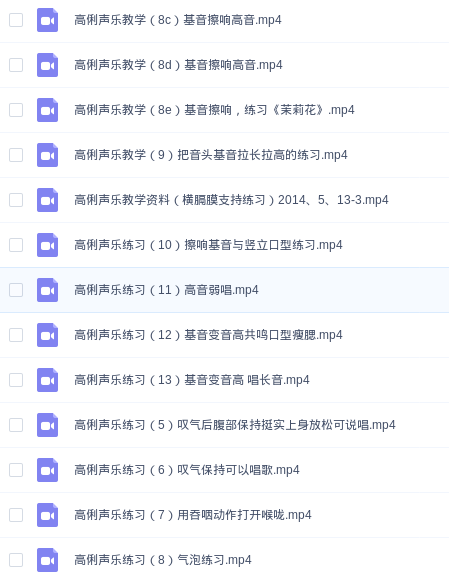 高俐声乐教学（8c）基音擦响高音.mp4
高俐声乐教学（8d）基音擦响高音.mp4
高俐声乐教学（8e）基音擦响，练习《茉莉花》.mp4
高俐声乐教学（9）把音头基音拉长拉高的练习.mp4
高俐声乐教学资料（横膈膜支持练习）2014、5、13-3.mp4
高俐声乐练习（10）擦响基音与竖立口型练习.mp4
高俐声乐练习（11）高音弱唱.mp4
高俐声乐练习（12）基音变音高共鸣口型瘦腮.mp4
高俐声乐练习（13）基音变音高 唱长音.mp4
高俐声乐练习（5）叹气后腹部保持挺实上身放松可说唱.mp4
高俐声乐练习（6）叹气保持可以唱歌.mp4
高俐声乐练习（7）用吞咽动作打开喉咙.mp4
高俐声乐练习（8）气泡练习.mp4